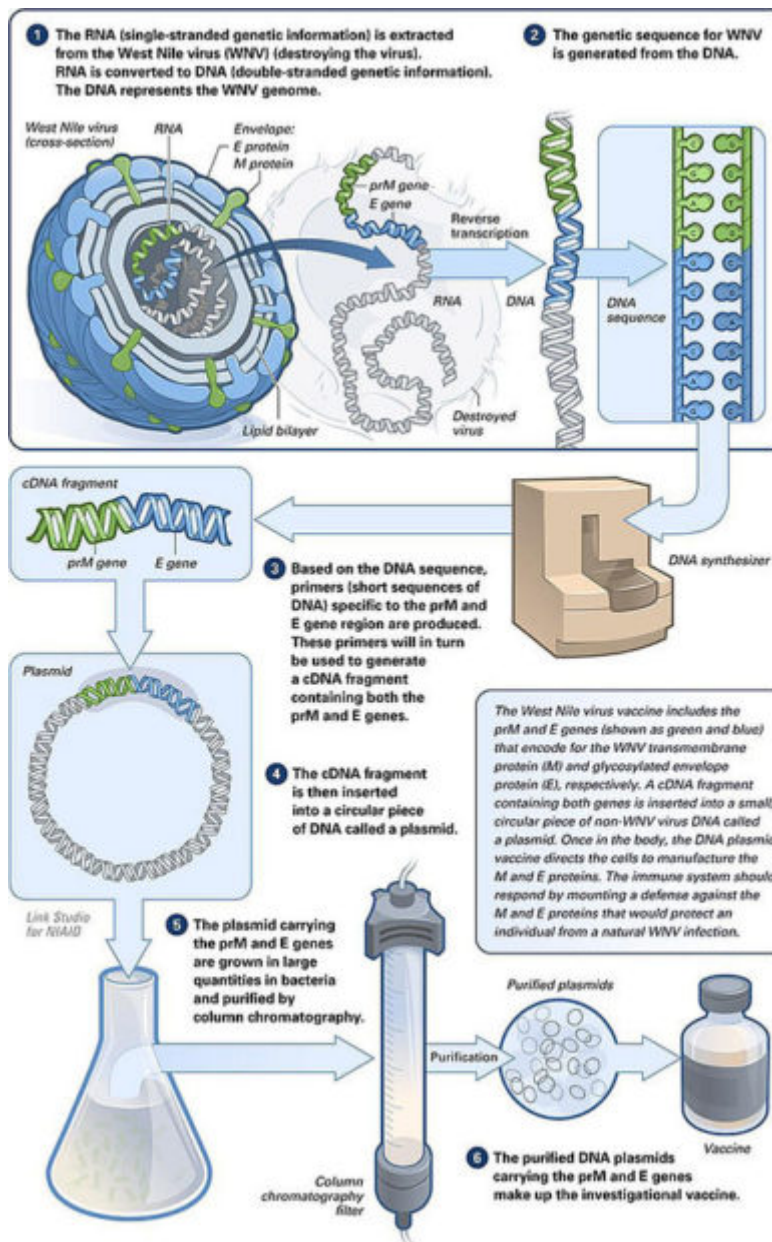 1 The RNA (single-stranded genetic information) is extracted
from the West Nile virus (WNV) (destroying the virus).
RNA is converted to DNA (double-stranded genetic information).
The DNA represents the WNV genome.
2 The genetic sequence for WNV
is generated from the DNA.
West Nile virus
(cross-section)
RNA
Envelope:
E protein
M protein
prM gene
E gene
Reverse
transcription
RNA
DNA
DNA
sequence
Lipid bilayer
Destroyed
virus
cDNA fragment
prM gene
E gene
DNA synthesizer
3 Based on the DNA sequence,
primers (short sequences of
DNA) specific to the prM and
E gene region are produced.
These primers will in turn
be used to generate
a cDNA fragment
containing both the
prM and E genes.
Plasmid
4 The cDNA fragment
is then inserted
into a circular piece
of DNA called a plasmid.
The West Nile virus vaccine includes the
prM and E genes (shown as green and blue)
that encode for the WNV transmembrane
protein (M) and glycosylated envelope
protein (E), respectively. A cDNA fragment
containing both genes is inserted into a small
circular piece of non-WNV virus DNA called
a plasmid. Once in the body, the DNA plasmid
vaccine directs the cells to manufacture the
M and E proteins. The immune system should
respond by mounting a defense against the
M and E proteins that would protect an
individual from a natural WNV infection.
Link Studio
for NIAID
5 The plasmid carrying
the prM and E genes
are grown in large
quantities in bacteria
and purified by
column chromatography.
Purified plasmids
Purification
Vaccine
Column
chromatography
filter
6 The purified DNA plasmids
carrying the prM and E genes
make up the investigational vaccine.